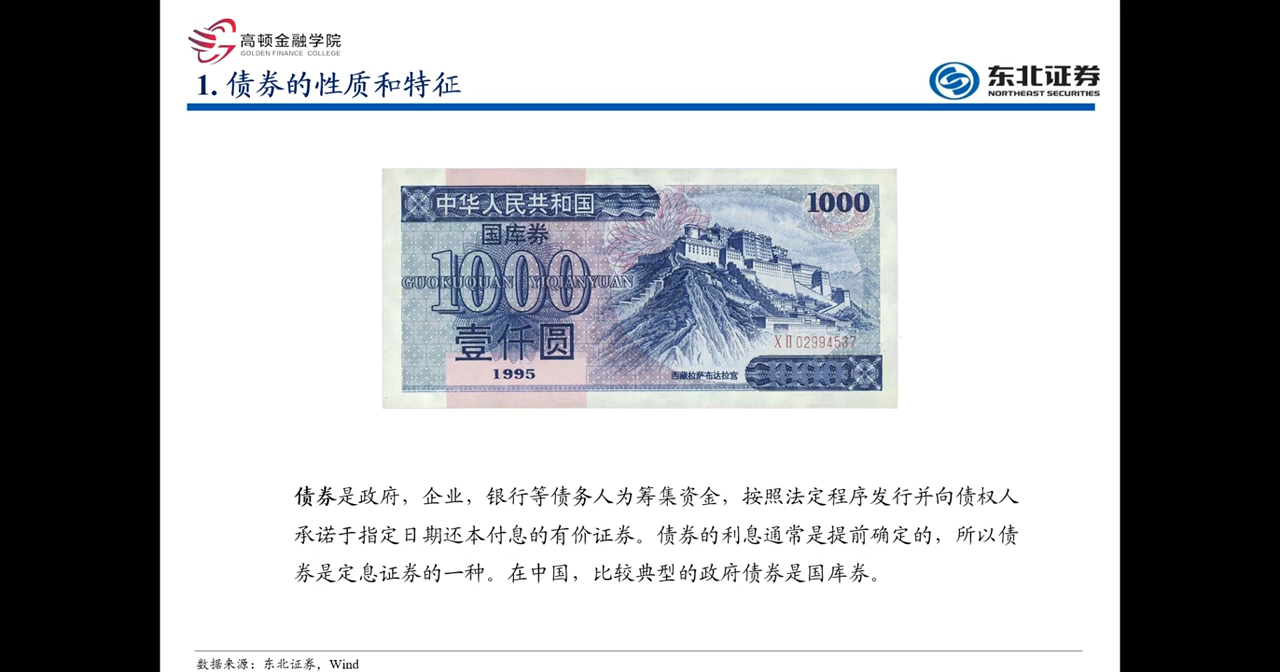 高顿金融学院
GOLDEN FINANCE COLLEGE
1. 债券的性质和特征
东北证券
NORTHEAST SECURITIES
中华人民共和国
国库券
1000
1000
GUOKUQUAN YIQIANYUAN
壹仟圆
1995
XⅡ02994537
西藏拉萨布达拉宫
1000
债券是政府，企业，银行等债务人为筹集资金，按照法定程序发行并向债权人
承诺于指定日期还本付息的有价证券。债券的利息通常是提前确定的，所以债
券是定息证券的一种。在中国，比较典型的政府债券是国库券。
数据来源：东北证券，Wind